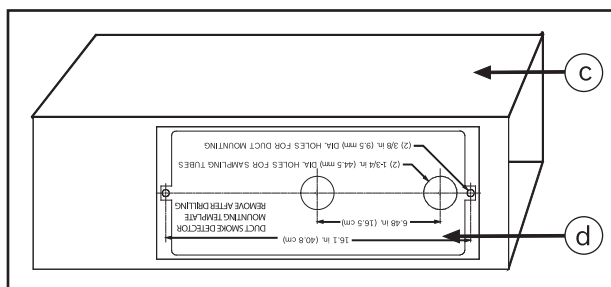 c
(2) 3/8 in. (9.5 mm) DIA. HOLES FOR DUCT MOUNTING
(2) 1-3/4 in. (44.5 mm) DIA. HOLES FOR SAMPLING TUBES
6.48 in. (16.5 cm)
16.1 in. (40.8 cm)
DUCT SMOKE DETECTOR
MOUNTING TEMPLATE
REMOVE AFTER DRILLING
d